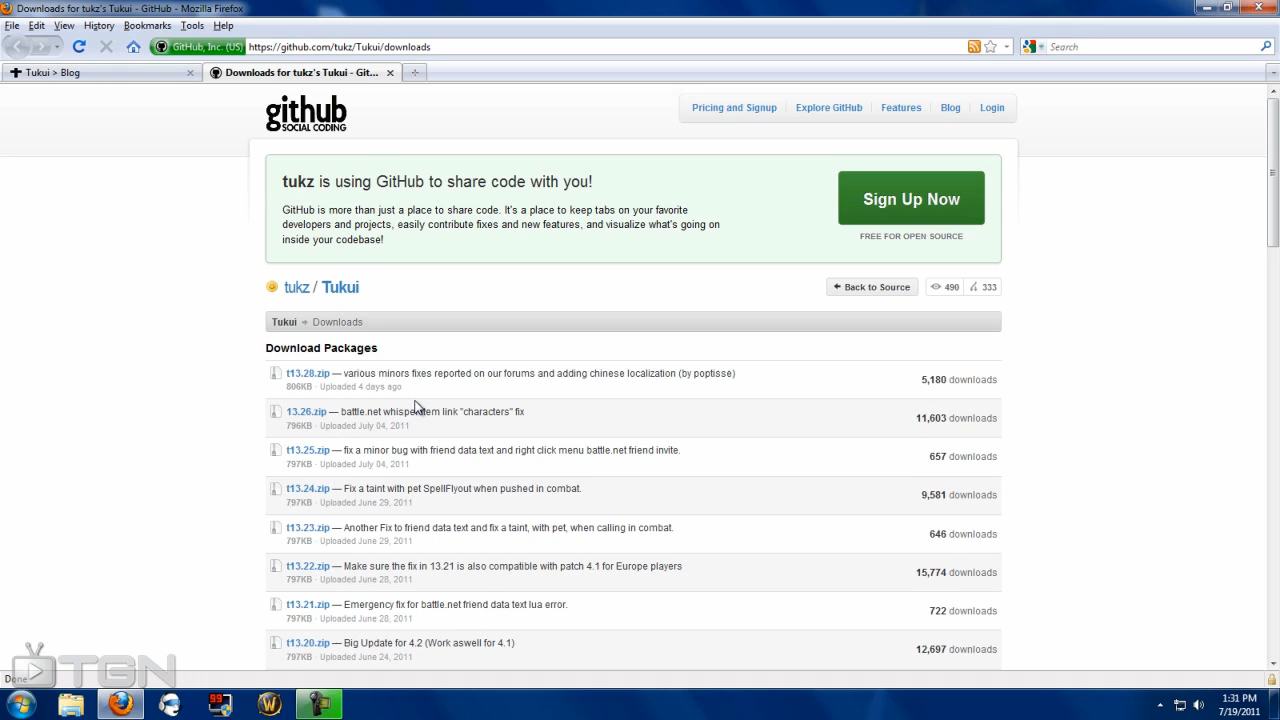 Downloads for tukz's Tukui - GitHub - Mozilla Firefox
File Edit View History Bookmarks Tools Help
GitHub, Inc. (US) https://github.com/tukz/Tukui/downloads Search
Tukui > Blog Downloads for tukz's Tukui - Git...
github
SOCIAL CODING
Pricing and Signup Explore GitHub Features Blog Login
tukz is using GitHub to share code with you!
GitHub is more than just a place to share code. It's a place to keep tabs on your favorite
developers and projects, easily contribute fixes and new features, and visualize what's going on
inside your codebase!
Sign Up Now
FREE FOR OPEN SOURCE
tukz / Tukui
Back to Source 490 333
Tukui Downloads
Download Packages
t13.28.zip — various minors fixes reported on our forums and adding chinese localization (by poptisse)
806KB · Uploaded 4 days ago
5,180 downloads
13.26.zip — battle.net link "characters" fix
796KB · Uploaded July 04, 2011
11,603 downloads
t13.25.zip — fix a minor bug with friend data text and right click menu battle.net friend invite.
797KB · Uploaded July 04, 2011
657 downloads
t13.24.zip — Fix a taint with pet SpellFlyout when pushed in combat.
797KB · Uploaded June 29, 2011
9,581 downloads
t13.23.zip — Another Fix to friend data text and fix a taint, with pet, when calling in combat.
797KB · Uploaded June 29, 2011
646 downloads
t13.22.zip — Make sure the fix in 13.21 is also compatible with patch 4.1 for Europe players
797KB · Uploaded June 28, 2011
15,774 downloads
t13.21.zip — Emergency fix for battle.net friend data text lua error.
797KB · Uploaded June 28, 2011
722 downloads
t13.20.zip — Big Update for 4.2 (Work aswell for 4.1)
797KB · Uploaded June 24, 2011
12,697 downloads
TGN
Done
99
1:31 PM
7/19/2011